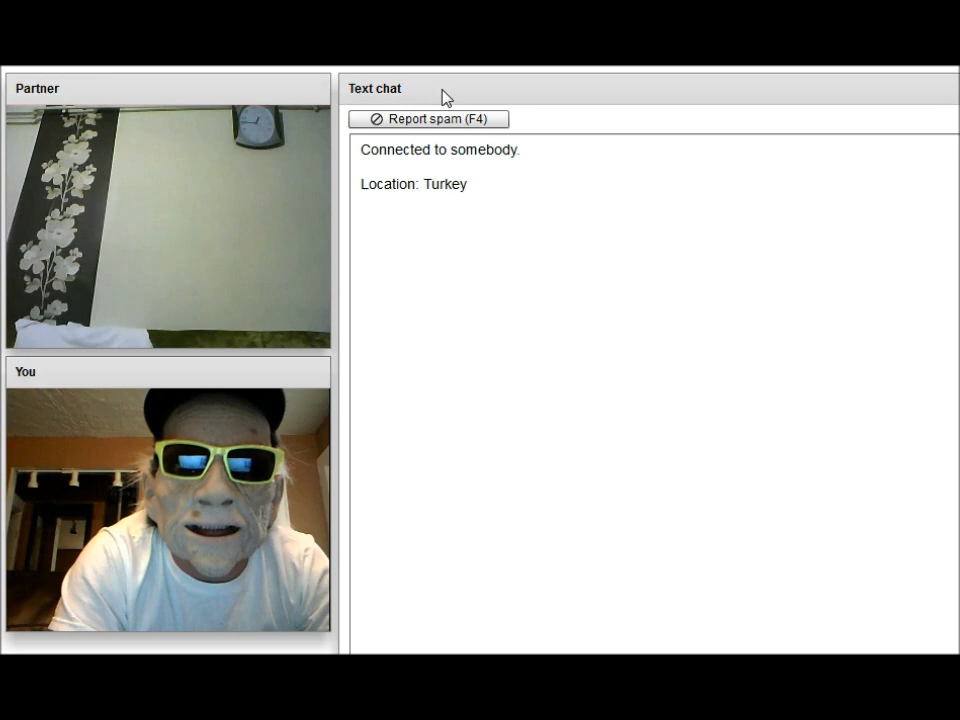 Partner
Text chat
Report spam (F4)
Connected to somebody.
Location: Turkey
You